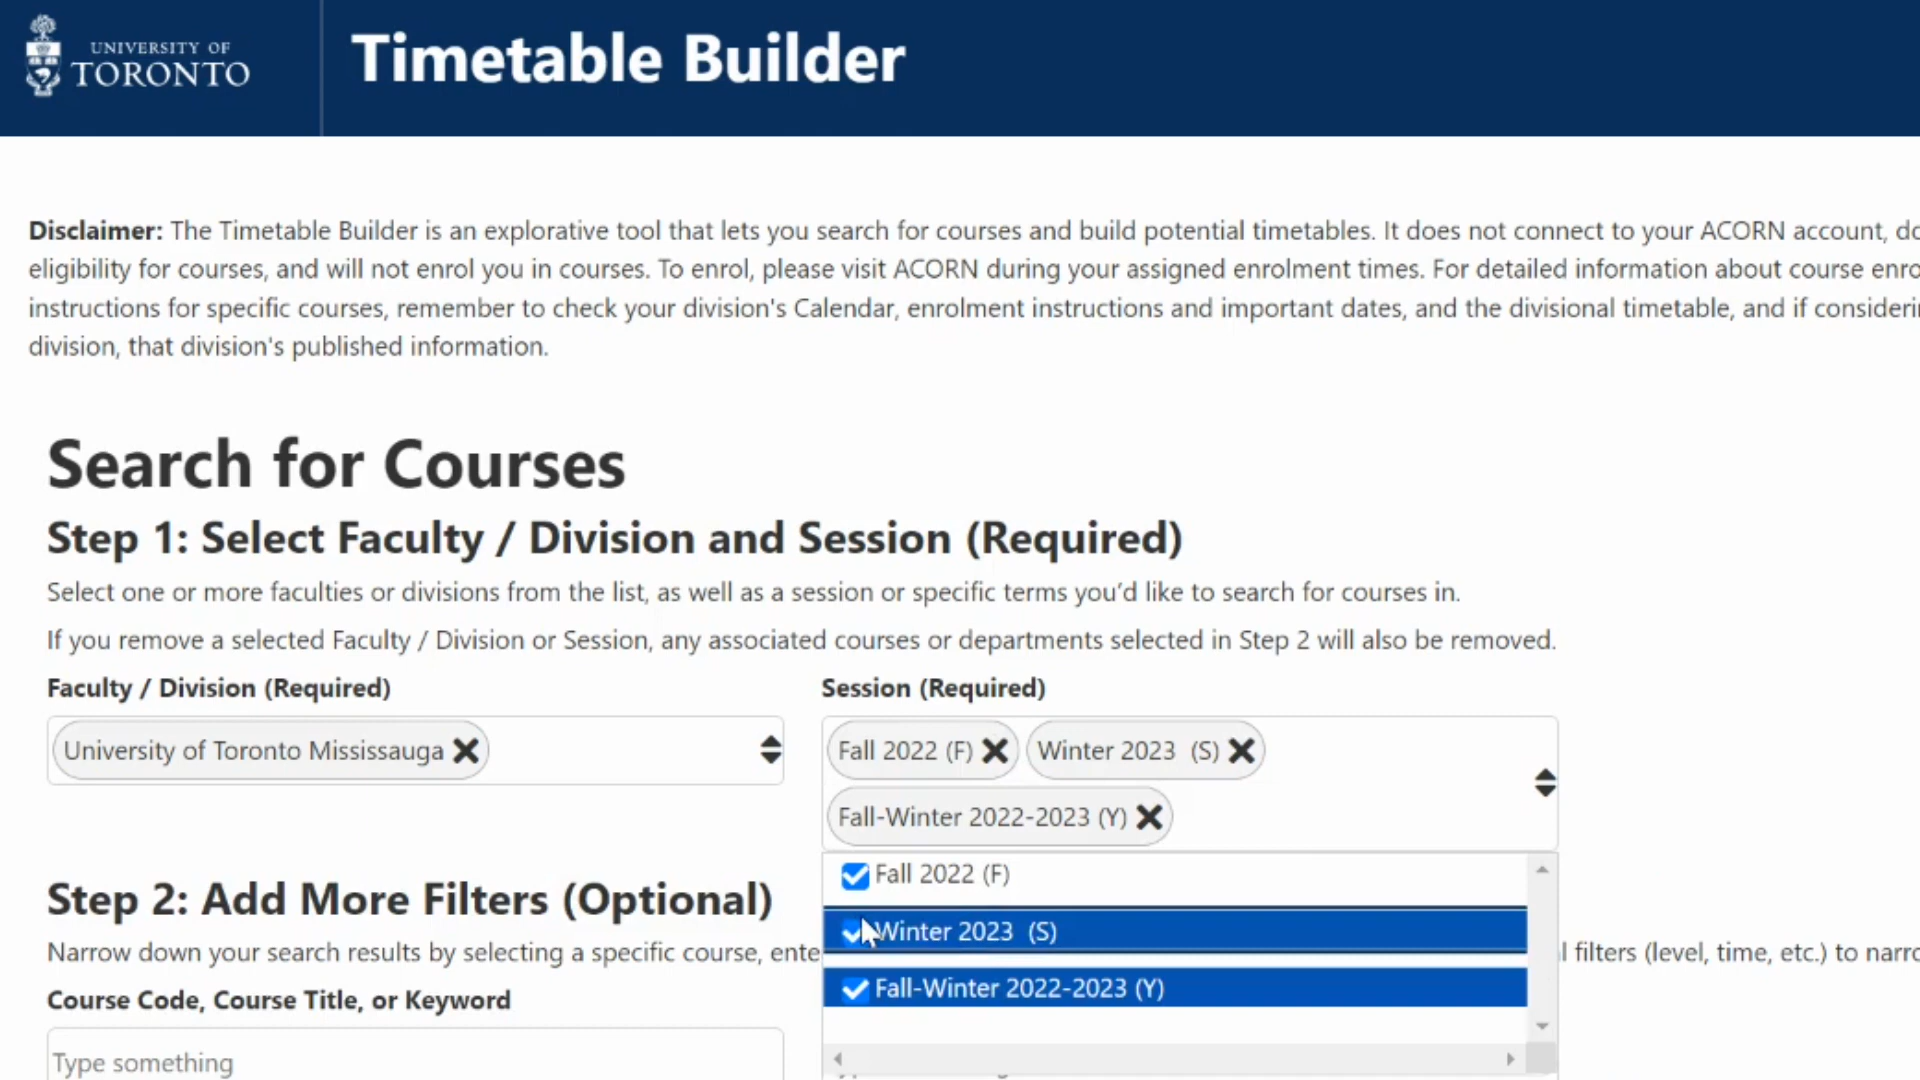 UNIVERSITY OF
TORONTO
Timetable Builder
Disclaimer: The Timetable Builder is an explorative tool that lets you search for courses and build potential timetables. It does not connect to your ACORN account,
eligibility for courses, and will not enrol you in courses. To enrol, please visit ACORN during your assigned enrolment times. For detailed information about course
instructions for specific courses, remember to check your division's Calendar, enrolment instructions and important dates, and the divisional timetable, and if
division, that division's published information.
Search for Courses
Step 1: Select Faculty / Division and Session (Required)
Select one or more faculties or divisions from the list, as well as a session or specific terms you’d like to search for courses in.
If you remove a selected Faculty / Division or Session, any associated courses or departments selected in Step 2 will also be removed.
Faculty / Division (Required)
University of Toronto Mississauga
Session (Required)
Fall 2022 (F)
Winter 2023 (S)
Fall-Winter 2022-2023 (Y)
Fall 2022 (F)
Winter 2023 (S)
Fall-Winter 2022-2023 (Y)
Step 2: Add More Filters (Optional)
Narrow down your search results by selecting a specific course, filters (level, time, etc.) to
Course Code, Course Title, or Keyword
Type something